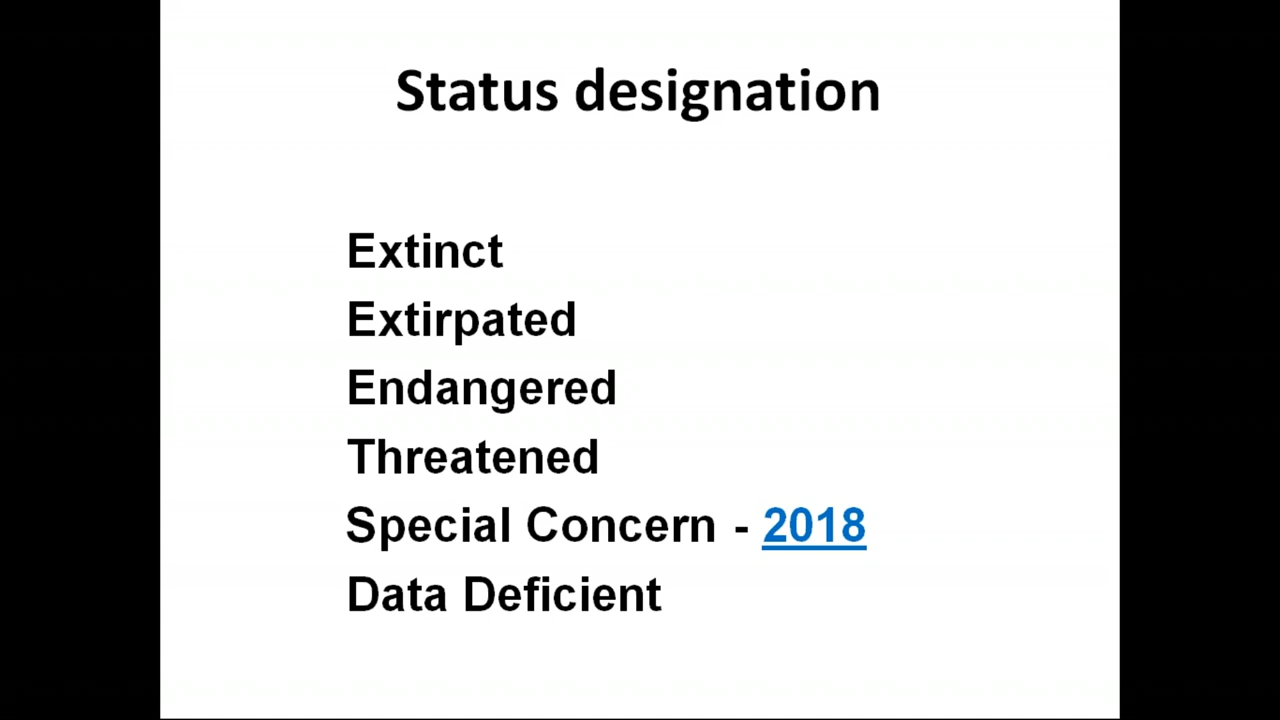 Status designation
Extinct
Extirpated
Endangered
Threatened
Special Concern - 2018
Data Deficient